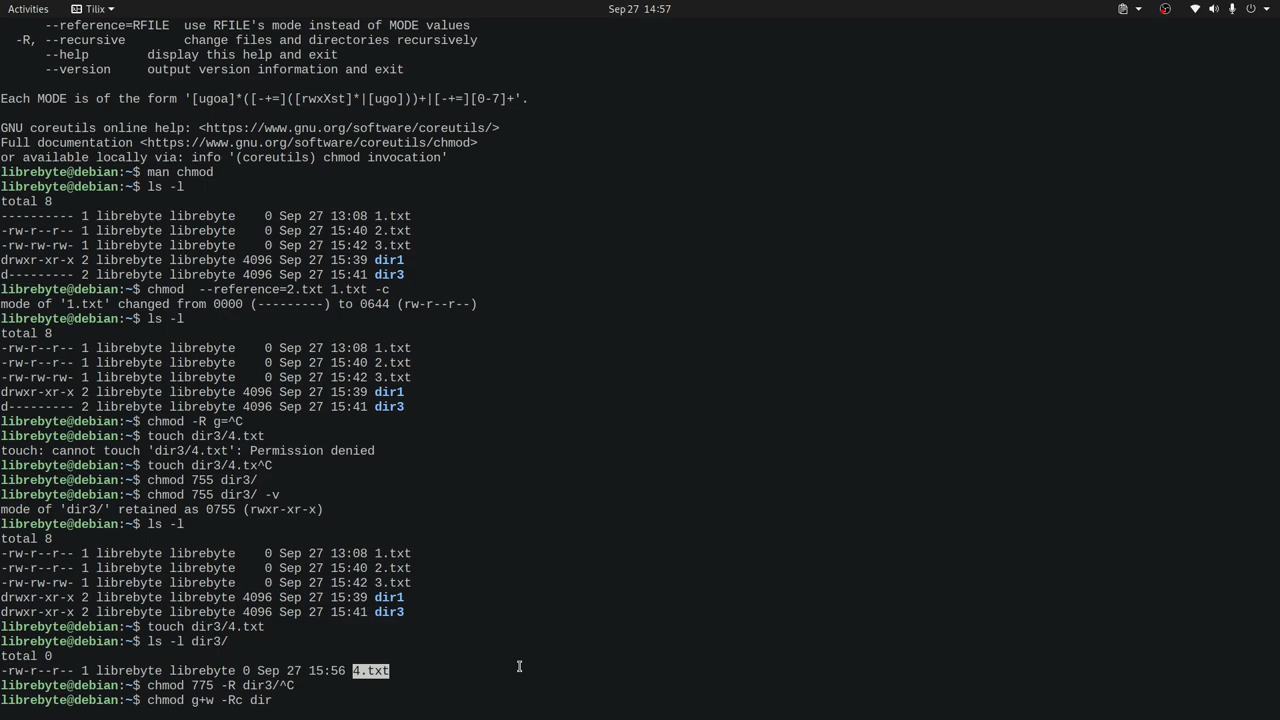 Activities Tilix Sep 27 14:57
--reference=RFILE use RFILE's mode instead of MODE values
-R, --recursive change files and directories recursively
--help display this help and exit
--version output version information and exit
Each MODE is of the form '[ugoa]*([-+=]([rwxXst]*|[ugo]))+|[-+=][0-7]+'.
GNU coreutils online help: <https://www.gnu.org/software/coreutils/>
Full documentation <https://www.gnu.org/software/coreutils/chmod>
or available locally via: info '(coreutils) chmod invocation'
librebyte@debian:~$ man chmod
librebyte@debian:~$ ls -l
total 8
---------- 1 librebyte librebyte 0 Sep 27 13:08 1.txt
-rw-r--r-- 1 librebyte librebyte 0 Sep 27 15:40 2.txt
-rw-rw-rw- 1 librebyte librebyte 0 Sep 27 15:42 3.txt
drwxr-xr-x 2 librebyte librebyte 4096 Sep 27 15:39 dir1
d--------- 2 librebyte librebyte 4096 Sep 27 15:41 dir3
librebyte@debian:~$ chmod --reference=2.txt 1.txt -c
mode of '1.txt' changed from 0000 (---------) to 0644 (rw-r--r--)
librebyte@debian:~$ ls -l
total 8
-rw-r--r-- 1 librebyte librebyte 0 Sep 27 13:08 1.txt
-rw-r--r-- 1 librebyte librebyte 0 Sep 27 15:40 2.txt
-rw-rw-rw- 1 librebyte librebyte 0 Sep 27 15:42 3.txt
drwxr-xr-x 2 librebyte librebyte 4096 Sep 27 15:39 dir1
d--------- 2 librebyte librebyte 4096 Sep 27 15:41 dir3
librebyte@debian:~$ chmod -R g=^C
librebyte@debian:~$ touch dir3/4.txt
touch: cannot touch 'dir3/4.txt': Permission denied
librebyte@debian:~$ touch dir3/4.tx^C
librebyte@debian:~$ chmod 755 dir3/
librebyte@debian:~$ chmod 755 dir3/ -v
mode of 'dir3/' retained as 0755 (rwxr-xr-x)
librebyte@debian:~$ ls -l
total 8
-rw-r--r-- 1 librebyte librebyte 0 Sep 27 13:08 1.txt
-rw-r--r-- 1 librebyte librebyte 0 Sep 27 15:40 2.txt
-rw-rw-rw- 1 librebyte librebyte 0 Sep 27 15:42 3.txt
drwxr-xr-x 2 librebyte librebyte 4096 Sep 27 15:39 dir1
drwxr-xr-x 2 librebyte librebyte 4096 Sep 27 15:41 dir3
librebyte@debian:~$ touch dir3/4.txt
librebyte@debian:~$ ls -l dir3/
total 0
-rw-r--r-- 1 librebyte librebyte 0 Sep 27 15:56 4.txt
librebyte@debian:~$ chmod 775 -R dir3/^C
librebyte@debian:~$ chmod g+w -Rc dir